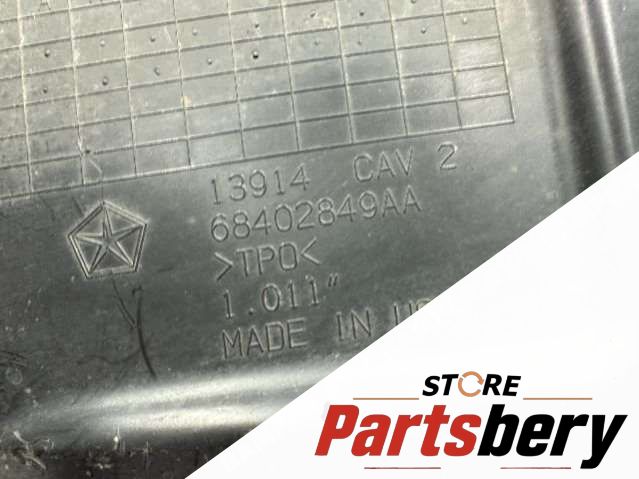 13914 CAV 2
68402849AA
>TPO<
1.011"
MADE IN
STORE
Partsbery